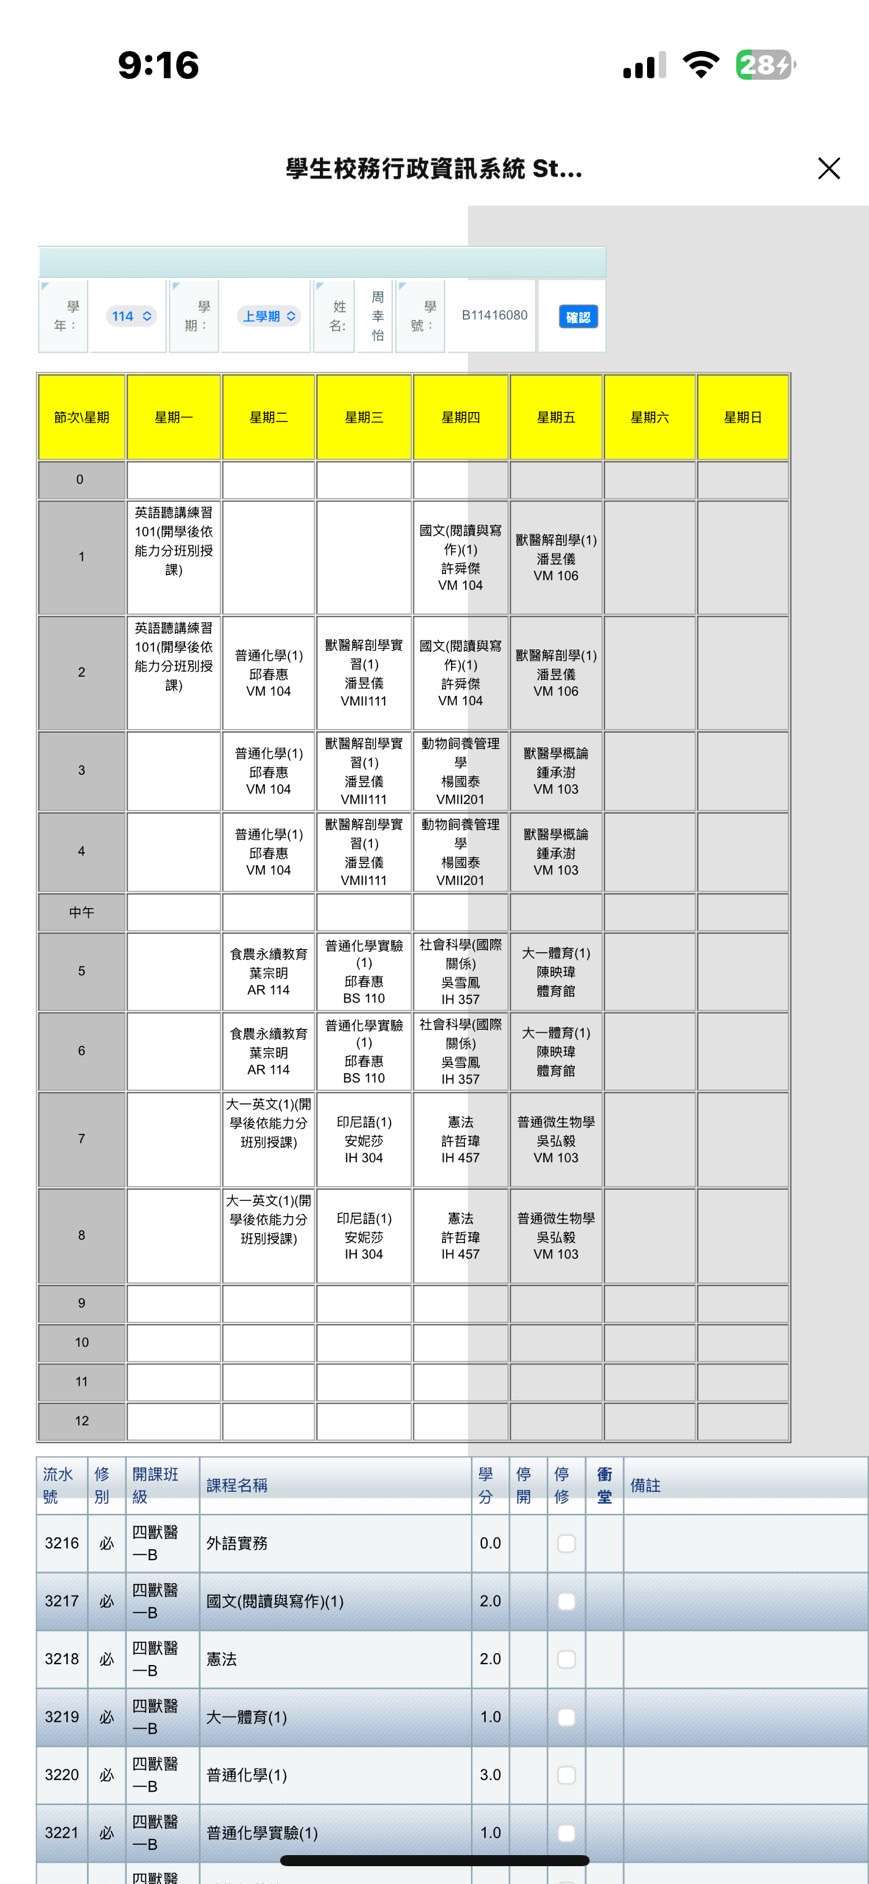 9:16
28
學生校務行政資訊系統 St...
學年：
114
學期：
上學期
姓名:
周幸怡
學號：
B11416080
確認
節次\星期 星期一 星期二 星期三 星期四 星期五 星期六 星期日
0
1
英語聽講練習
101(開學後依
能力分班別授
課)
國文(閱讀與寫
作)(1)
許舜傑
VM 104
獸醫解剖學(1)
潘昱儀
VM 106
2
英語聽講練習
101(開學後依
能力分班別授
課)
普通化學(1)
邱春惠
VM 104
獸醫解剖學實
習(1)
潘昱儀
VMII111
國文(閱讀與寫
作)(1)
許舜傑
VM 104
獸醫解剖學(1)
潘昱儀
VM 106
3
普通化學(1)
邱春惠
VM 104
獸醫解剖學實
習(1)
潘昱儀
VMII111
動物飼養管理
學
楊國泰
VMII201
獸醫學概論
鍾承澍
VM 103
4
普通化學(1)
邱春惠
VM 104
獸醫解剖學實
習(1)
潘昱儀
VMII111
動物飼養管理
學
楊國泰
VMII201
獸醫學概論
鍾承澍
VM 103
中午
5
食農永續教育
葉宗明
AR 114
普通化學實驗
(1)
邱春惠
BS 110
社會科學(國際
關係)
吳雪鳳
IH 357
大一體育(1)
陳映瑋
體育館
6
食農永續教育
葉宗明
AR 114
普通化學實驗
(1)
邱春惠
BS 110
社會科學(國際
關係)
吳雪鳳
IH 357
大一體育(1)
陳映瑋
體育館
7
大一英文(1)(開
學後依能力分
班別授課)
印尼語(1)
安妮莎
IH 304
憲法
許哲瑋
IH 457
普通微生物學
吳弘毅
VM 103
8
大一英文(1)(開
學後依能力分
班別授課)
印尼語(1)
安妮莎
IH 304
憲法
許哲瑋
IH 457
普通微生物學
吳弘毅
VM 103
9
10
11
12
流水號 修別 開課班級 課程名稱 學分 停開 停修 衝堂 備註
3216 必 四獸醫一B 外語實務 0.0
3217 必 四獸醫一B 國文(閱讀與寫作)(1) 2.0
3218 必 四獸醫一B 憲法 2.0
3219 必 四獸醫一B 大一體育(1) 1.0
3220 必 四獸醫一B 普通化學(1) 3.0
3221 必 四獸醫一B 普通化學實驗(1) 1.0
四獸醫